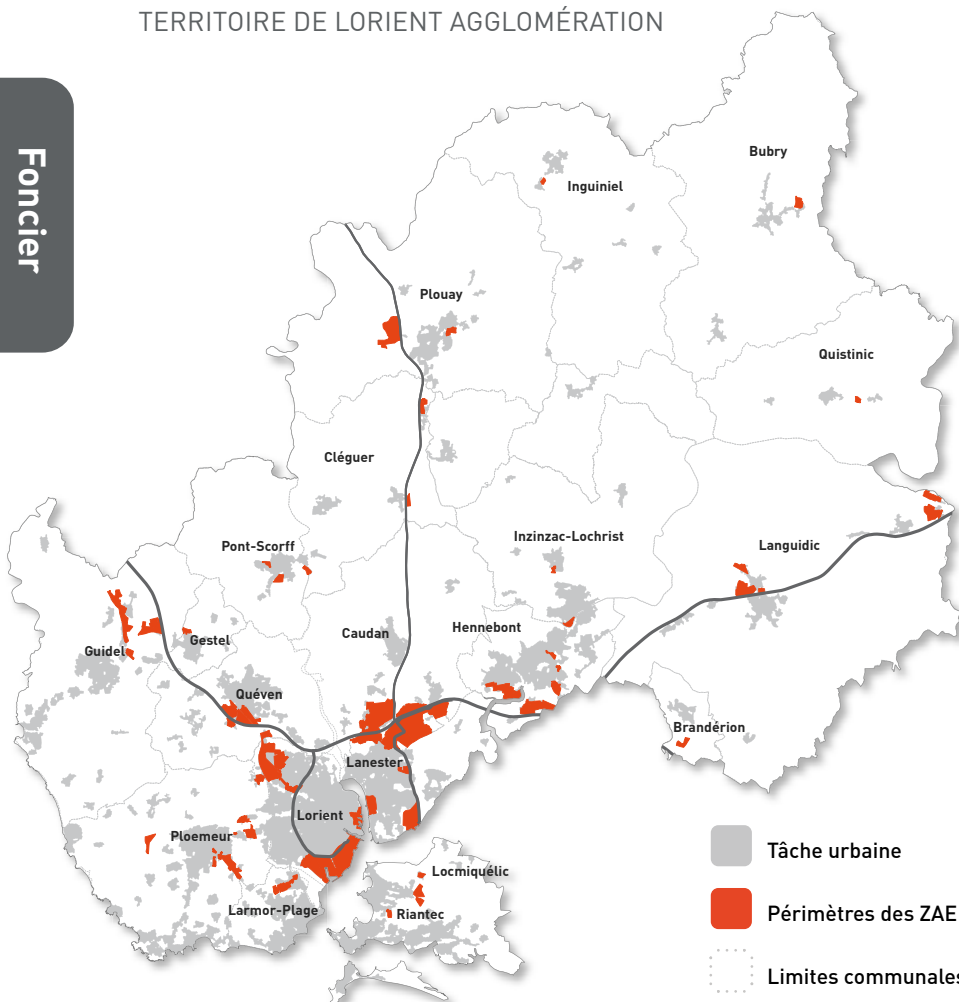 TERRITOIRE DE LORIENT AGGLOMÉRATION
Foncier
Bubry
Inguiniel
Plouay
Quistinic
Cléguer
Inzinzac-Lochrist
Pont-Scorff
Languidic
Caudan
Hennebont
Gestel
Guidel
Quéven
Brandérion
Lanester
Lorient
Ploemeur
Locmiquélic
Larmor-Plage
Riantec
Tâche urbaine
Périmètres des ZAE
Limites communales